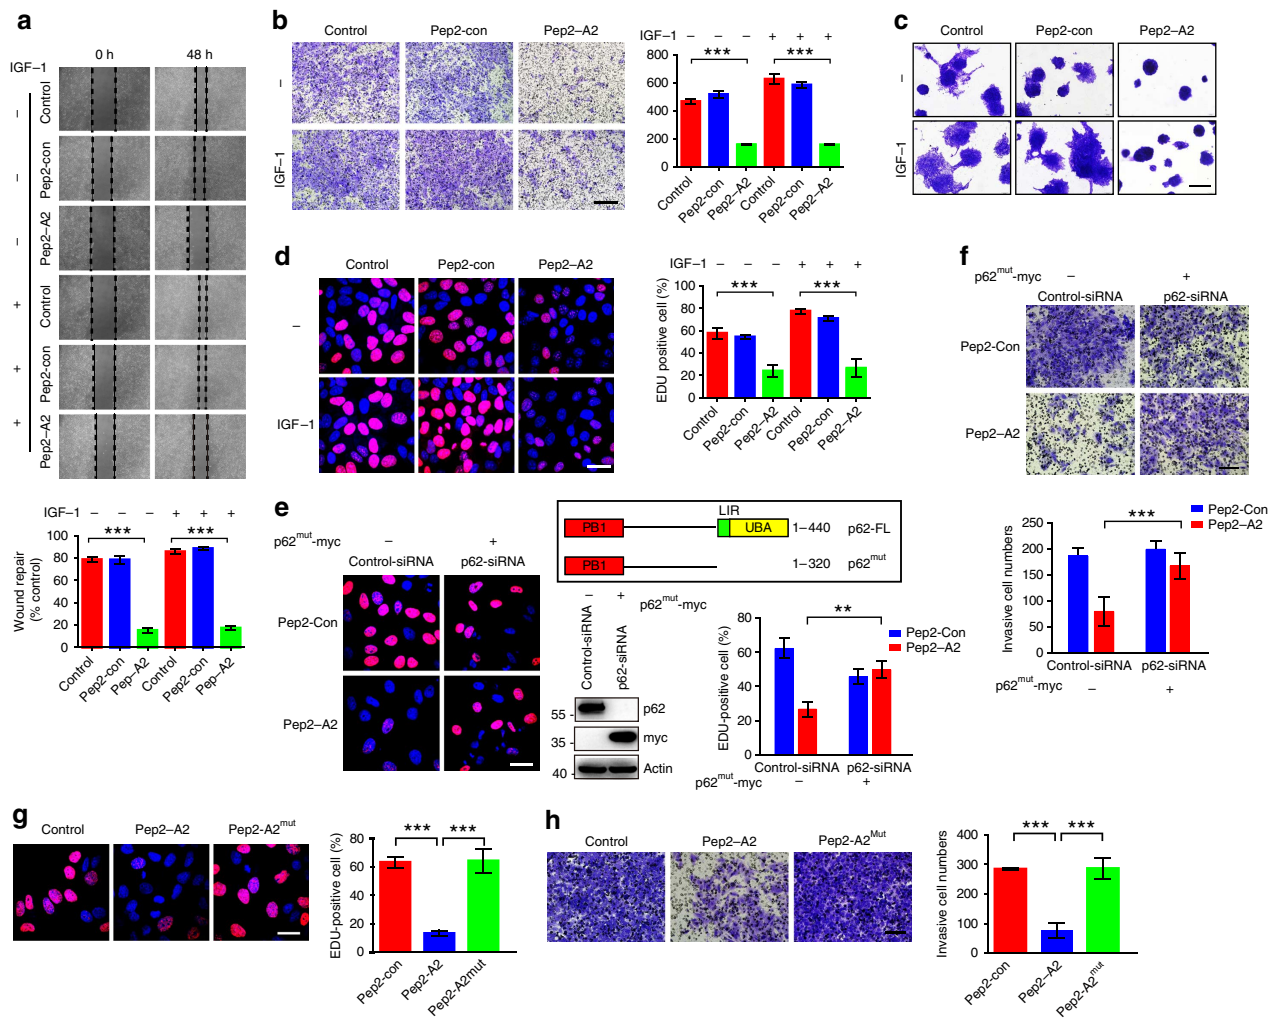 a
0 h 48 h
IGF–1
– Control
– Pep2-con
– Pep2–A2
+ Control
+ Pep2-con
+ Pep2–A2
IGF–1 – – – + + +
*** ***
Wound repair
(% control)
100
80
60
40
20
0
Control Pep2-con Pep–A2 Control Pep2-con Pep–A2
b
Control Pep2-con Pep2–A2
–
IGF-1
IGF–1 – – – + + +
*** ***
800
600
400
200
0
Control Pep2-con Pep2–A2 Control Pep2-con Pep2–A2
c
Control Pep2-con Pep2–A2
–
IGF–1
d
Control Pep2-con Pep2–A2
–
IGF–1
IGF–1 – – – + + +
*** ***
EDU positive cell (%)
100
80
60
40
20
0
Control Pep2-con Pep2–A2 Control Pep2-con Pep–A2
e
p62mut-myc – +
Control-siRNA p62-siRNA
Pep2-Con
Pep2–A2
LIR
PB1 UBA 1–440 p62-FL
PB1 1–320 p62mut
– + p62mut-myc
Control-siRNA p62-siRNA
55 - p62
35 - myc
40 - Actin
**
Pep2-Con
Pep2–A2
EDU-positive cell (%)
80
60
40
20
0
Control-siRNA p62-siRNA
p62mut-myc – +
f
p62mut-myc – +
Control-siRNA p62-siRNA
Pep2-Con
Pep2–A2
Pep2-Con
Pep2–A2
***
Invasive cell numbers
250
200
150
100
50
0
Control-siRNA p62-siRNA
p62mut-myc – +
g
Control Pep2–A2 Pep2-A2mut
*** ***
EDU-positive cell (%)
80
60
40
20
0
Pep2-con Pep2-A2 Pep2-A2mut
h
Control Pep2–A2 Pep2-A2Mut
*** ***
Invasive cell numbers
400
300
200
100
0
Pep2-con Pep2–A2 Pep2-A2mut